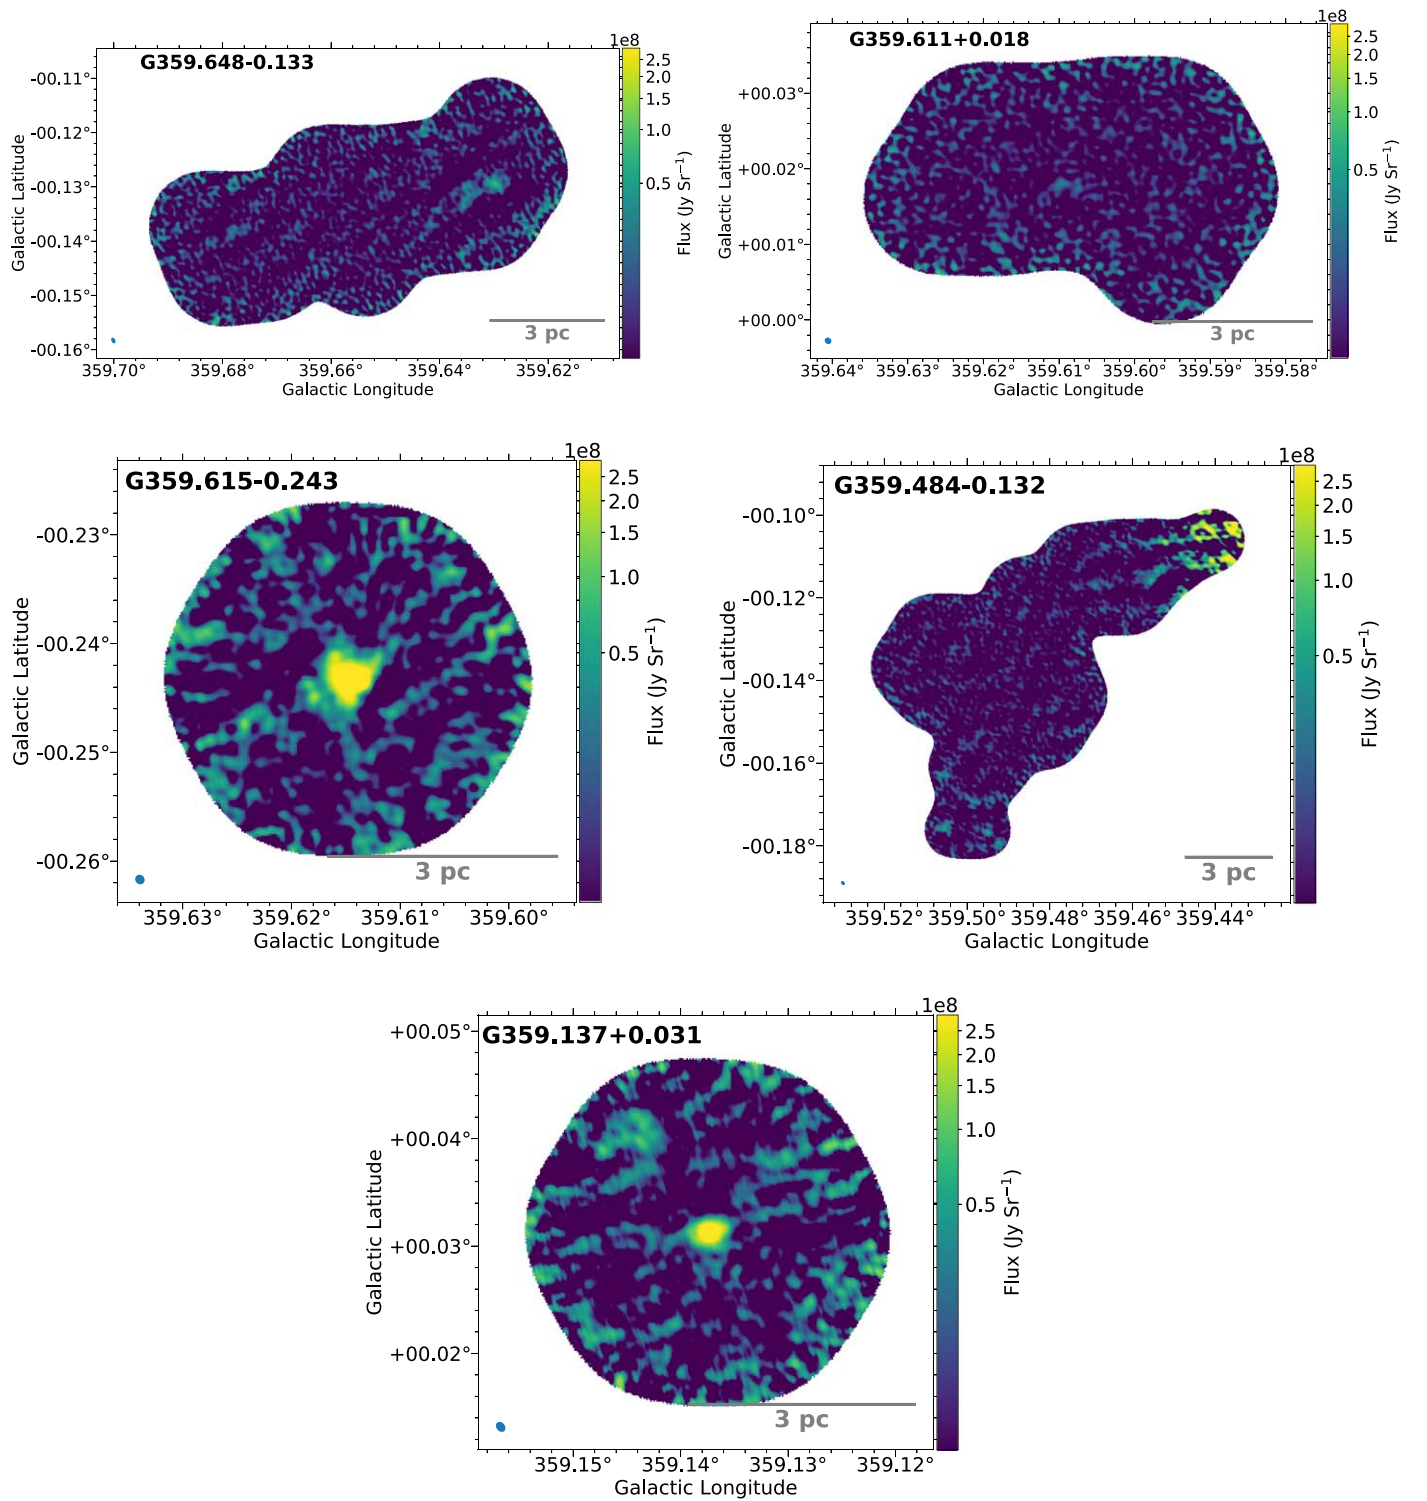 1e8
G359.648-0.133
-00.11°
-00.12°
-00.13°
-00.14°
-00.15°
-00.16°
Galactic Latitude
359.70° 359.68° 359.66° 359.64° 359.62°
Galactic Longitude
3 pc
2.5
2.0
1.5
1.0
0.5
Flux (Jy Sr−1)
1e8
G359.611+0.018
+00.03°
+00.02°
+00.01°
+00.00°
Galactic Latitude
359.64° 359.63° 359.62° 359.61° 359.60° 359.59° 359.58°
Galactic Longitude
3 pc
2.5
2.0
1.5
1.0
0.5
Flux (Jy Sr−1)
1e8
G359.615-0.243
-00.23°
-00.24°
-00.25°
-00.26°
Galactic Latitude
359.63° 359.62° 359.61° 359.60°
Galactic Longitude
3 pc
2.5
2.0
1.5
1.0
0.5
Flux (Jy Sr−1)
1e8
G359.484-0.132
-00.10°
-00.12°
-00.14°
-00.16°
-00.18°
Galactic Latitude
359.52° 359.50° 359.48° 359.46° 359.44°
Galactic Longitude
3 pc
2.5
2.0
1.5
1.0
0.5
Flux (Jy Sr−1)
1e8
G359.137+0.031
+00.05°
+00.04°
+00.03°
+00.02°
Galactic Latitude
359.15° 359.14° 359.13° 359.12°
Galactic Longitude
3 pc
2.5
2.0
1.5
1.0
0.5
Flux (Jy Sr−1)